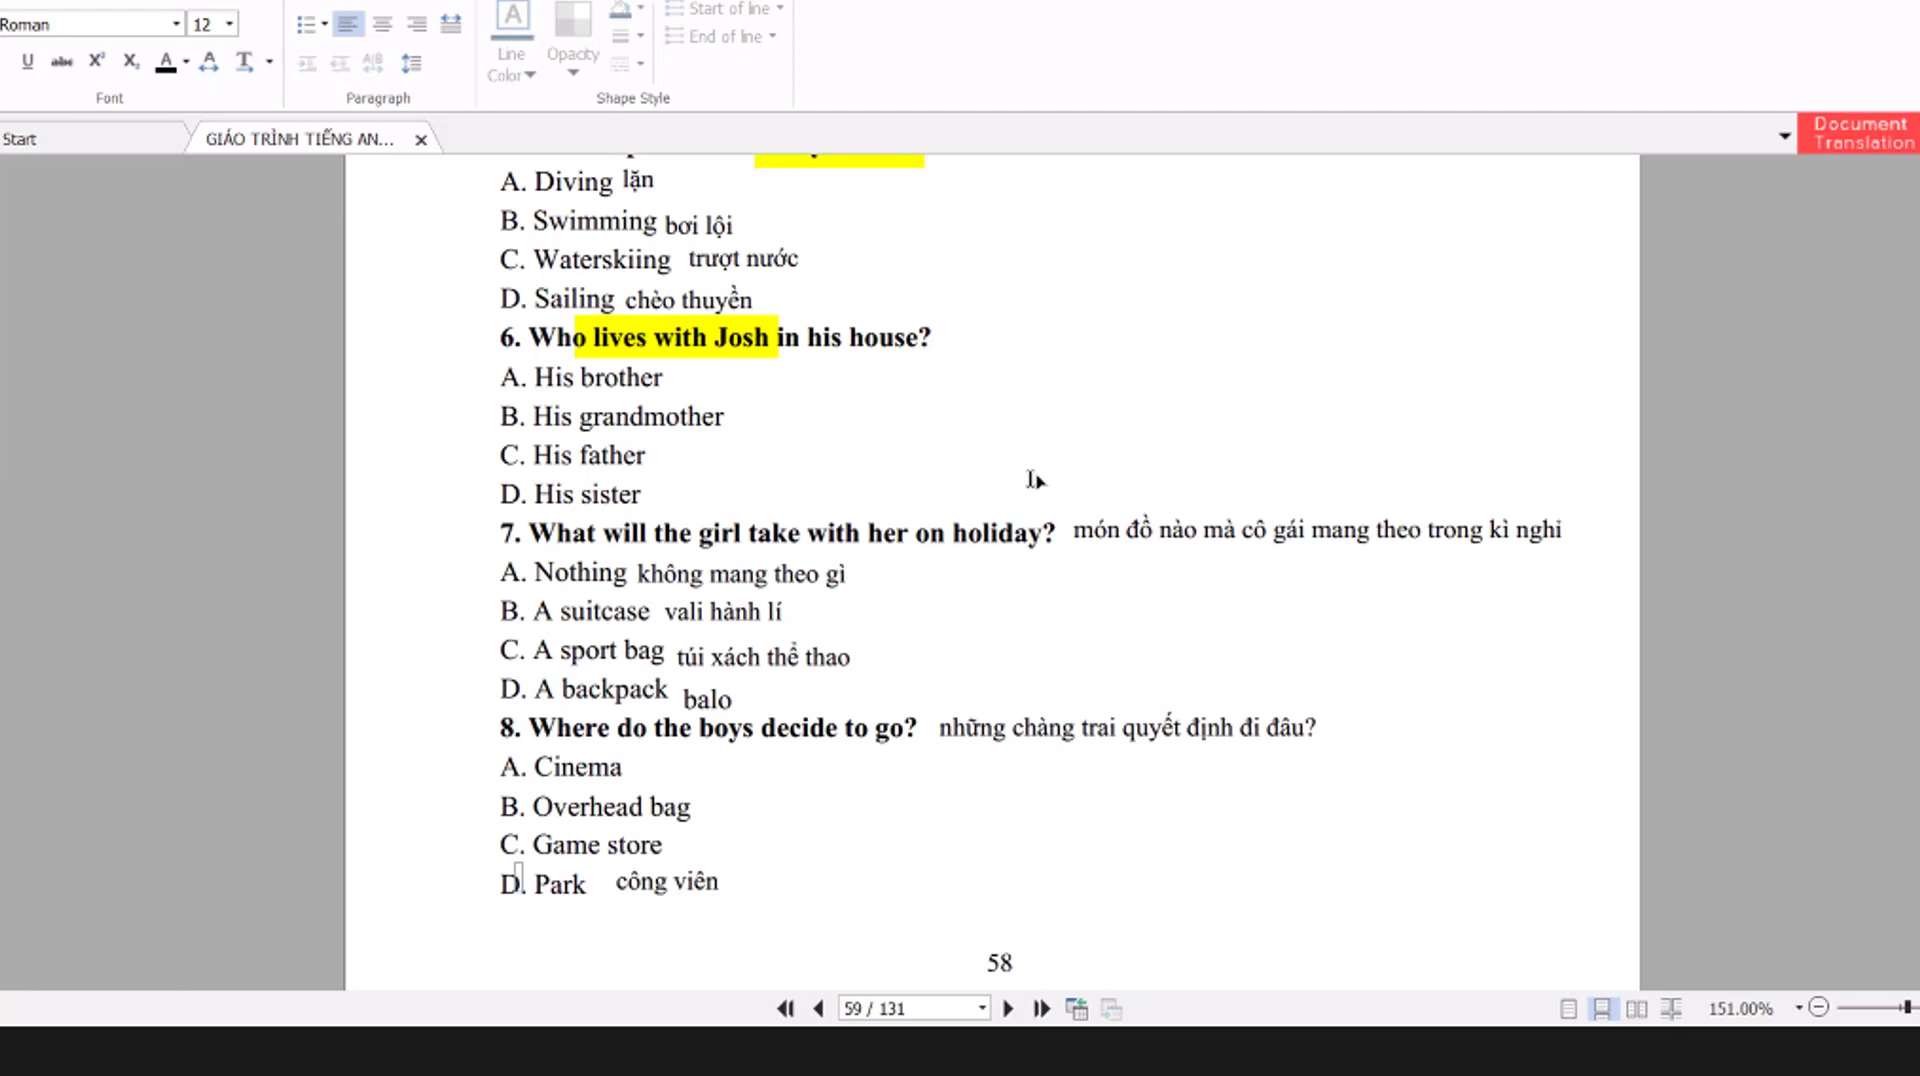 Roman 12
Start of line
End of line
U abc X² X₂ A A T A|B
Line Color Opacity
Font Paragraph Shape Style
Start GIÁO TRÌNH TIẾNG AN... Document Translation
A. Diving lặn
B. Swimming bơi lội
C. Waterskiing trượt nước
D. Sailing chèo thuyền
6. Who lives with Josh in his house?
A. His brother
B. His grandmother
C. His father
D. His sister
7. What will the girl take with her on holiday? món đồ nào mà cô gái mang theo trong kì nghỉ
A. Nothing không mang theo gì
B. A suitcase vali hành lí
C. A sport bag túi xách thể thao
D. A backpack balo
8. Where do the boys decide to go? những chàng trai quyết định đi đâu?
A. Cinema
B. Overhead bag
C. Game store
D. Park công viên
58
59 / 131 151.00%